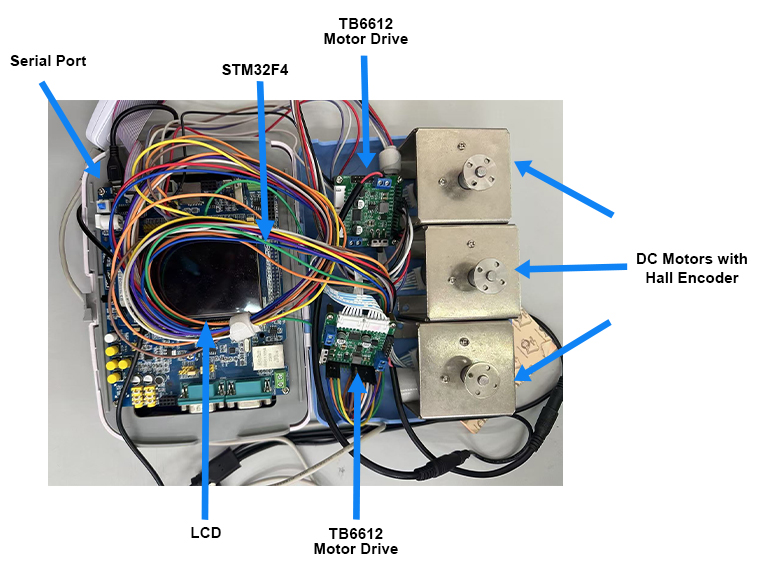 TB6612
Motor Drive
Serial Port
STM32F4
DC Motors with
Hall Encoder
LCD
TB6612
Motor Drive